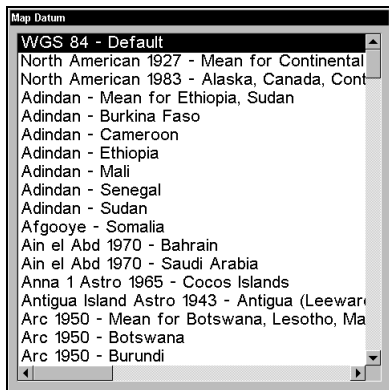 Map Datum
WGS 84 - Default
North American 1927 - Mean for Continental
North American 1983 - Alaska, Canada, Cont
Adindan - Mean for Ethiopia, Sudan
Adindan - Burkina Faso
Adindan - Cameroon
Adindan - Ethiopia
Adindan - Mali
Adindan - Senegal
Adindan - Sudan
Afgooye - Somalia
Ain el Abd 1970 - Bahrain
Ain el Abd 1970 - Saudi Arabia
Anna 1 Astro 1965 - Cocos Islands
Antigua Island Astro 1943 - Antigua (Leeward
Arc 1950 - Mean for Botswana, Lesotho, Ma
Arc 1950 - Botswana
Arc 1950 - Burundi